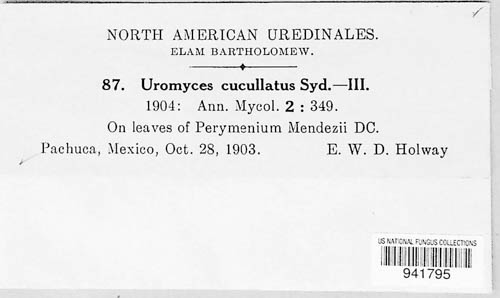 NORTH AMERICAN UREDINALES.
ELAM BARTHOLOMEW.
87. Uromyces cucullatus Syd.—III.
1904: Ann. Mycol. 2 : 349.
On leaves of Perymenium Mendezii DC.
Pachuca, Mexico, Oct. 28, 1903. E. W. D. Holway
US NATIONAL FUNGUS COLLECTIONS
941795